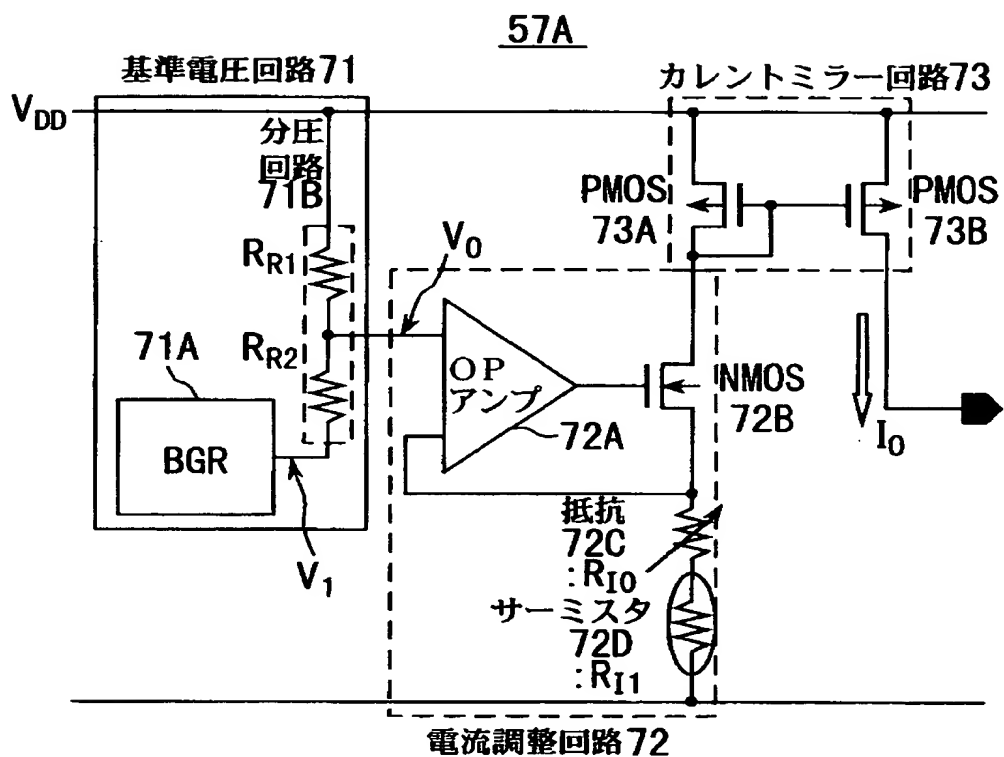 57A
基準電圧回路71
カレントミラー回路73
VDD
分圧
回路
71B
PMOS
73A
PMOS
73B
RR1
V0
71A
RR2
OP
アンプ
NMOS
72B
72A
I0
BGR
V1
抵抗
72C
:RI0
サーミスタ
72D
:RI1
電流調整回路72